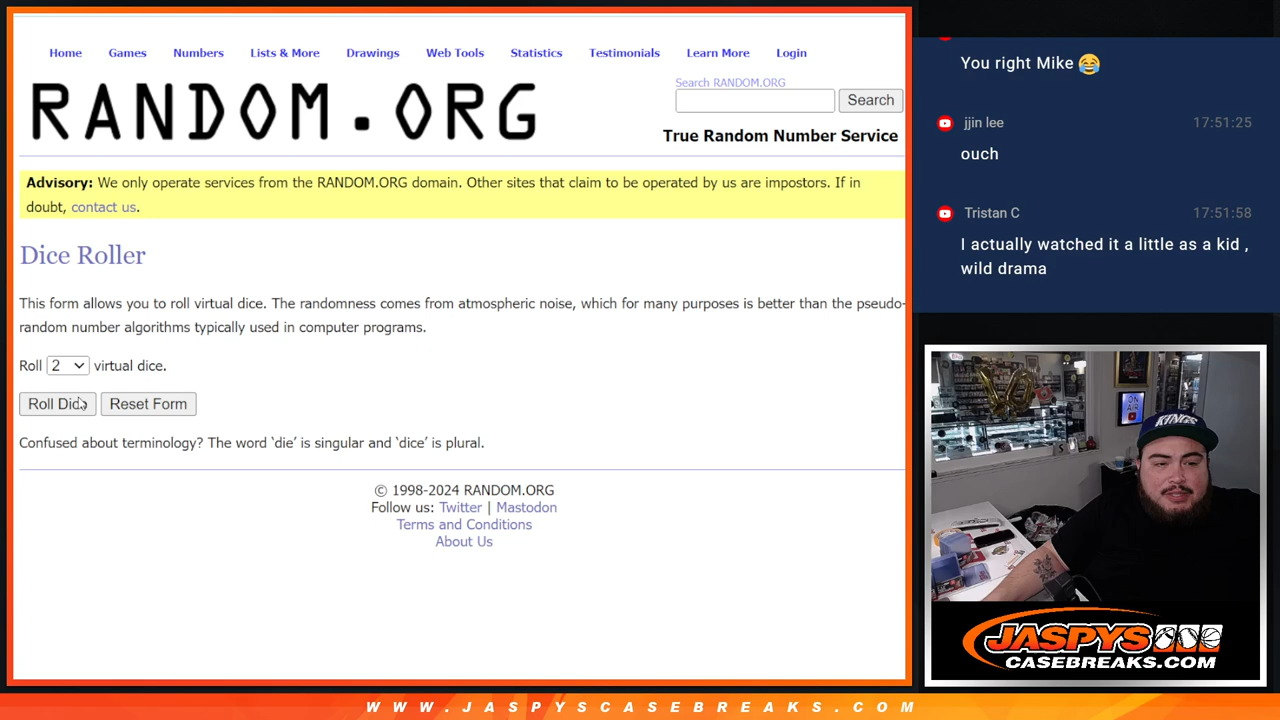 Home Games Numbers Lists & More Drawings Web Tools Statistics Testimonials Learn More Login
RANDOM.ORG
Search RANDOM.ORG
Search
True Random Number Service
Advisory: We only operate services from the RANDOM.ORG domain. Other sites that claim to be operated by us are impostors. If in
doubt, contact us.
Dice Roller
This form allows you to roll virtual dice. The randomness comes from atmospheric noise, which for many purposes is better than the pseudo-
random number algorithms typically used in computer programs.
Roll 2 virtual dice.
Roll Dice Reset Form
Confused about terminology? The word ‘die’ is singular and ‘dice’ is plural.
© 1998-2024 RANDOM.ORG
Follow us: Twitter | Mastodon
Terms and Conditions
About Us
You right Mike 😂
jjin lee 17:51:25
ouch
Tristan C 17:51:58
I actually watched it a little as a kid ,
wild drama
ON
AIR
KINGS
JASPYS
CASEBREAKS.COM
WWW.JASPYSCASEBREAKS.COM